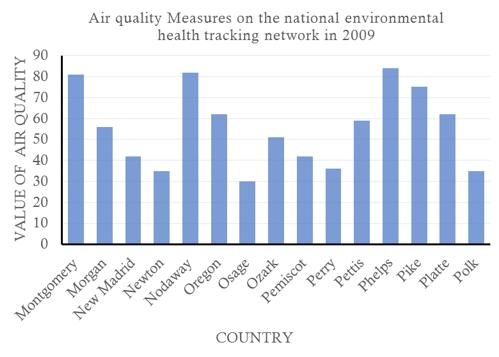 Air quality Measures on the national environmental
health tracking network in 2009
VALUE OF AIR QUALITY
90
80
70
60
50
40
30
20
10
0
Montgomery
Morgan
New Madrid
Newton
Nodaway
Oregon
Osage
Ozark
Pemiscot
Perry
Pettis
Phelps
Pike
Platte
Polk
COUNTRY